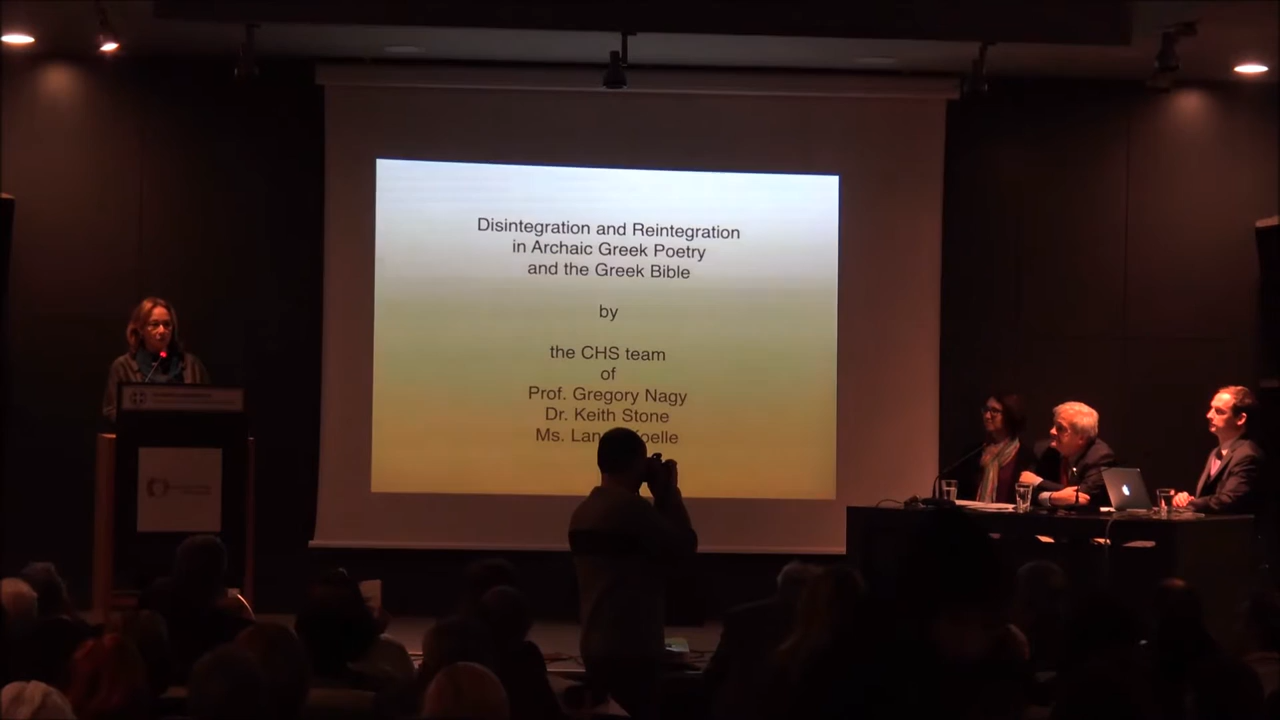 Disintegration and Reintegration
in Archaic Greek Poetry
and the Greek Bible
by
the CHS team
of
Prof. Gregory Nagy
Dr. Keith Stone
Ms.